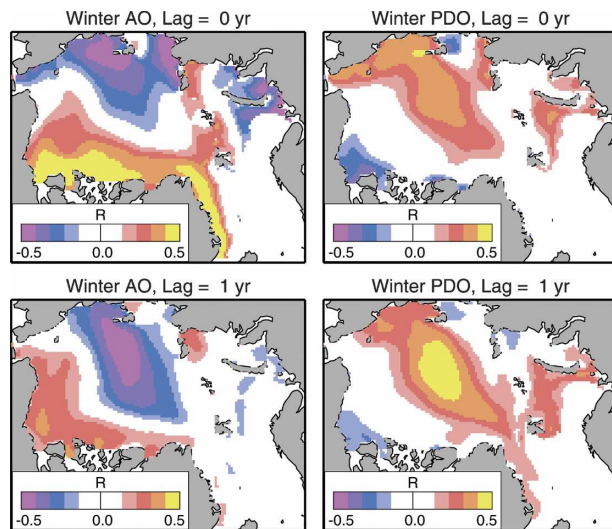 Winter AO, Lag = 0 yr
Winter PDO, Lag = 0 yr
R
-0.5 0.0 0.5
R
-0.5 0.0 0.5
Winter AO, Lag = 1 yr
Winter PDO, Lag = 1 yr
R
-0.5 0.0 0.5
R
-0.5 0.0 0.5